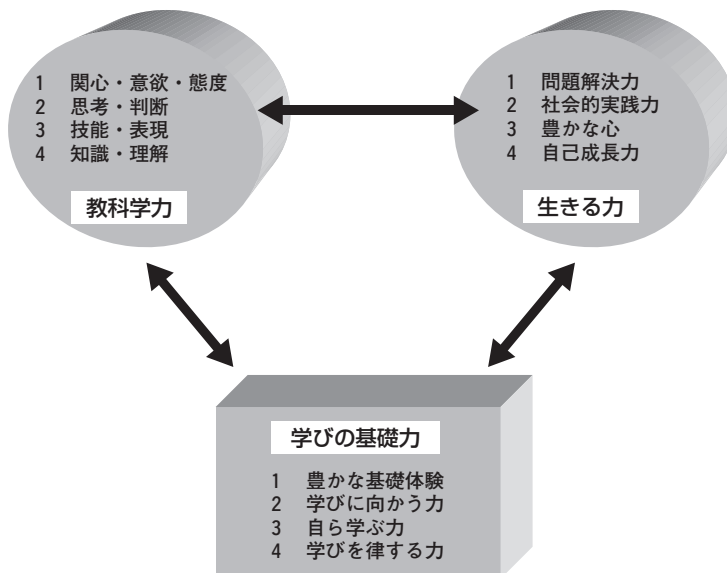 1 関心・意欲・態度
2 思考・判断
3 技能・表現
4 知識・理解
教科学力
1 問題解決力
2 社会的実践力
3 豊かな心
4 自己成長力
生きる力
学びの基礎力
1 豊かな基礎体験
2 学びに向かう力
3 自ら学ぶ力
4 学びを律する力